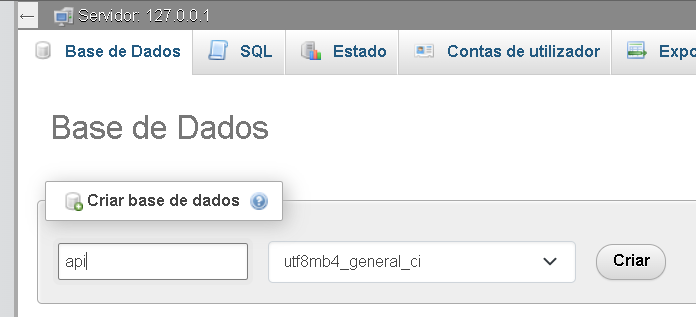 Servidor: 127.0.0.1
Base de Dados SQL Estado Contas de utilizador Expo
Base de Dados
Criar base de dados
api utf8mb4_general_ci Criar